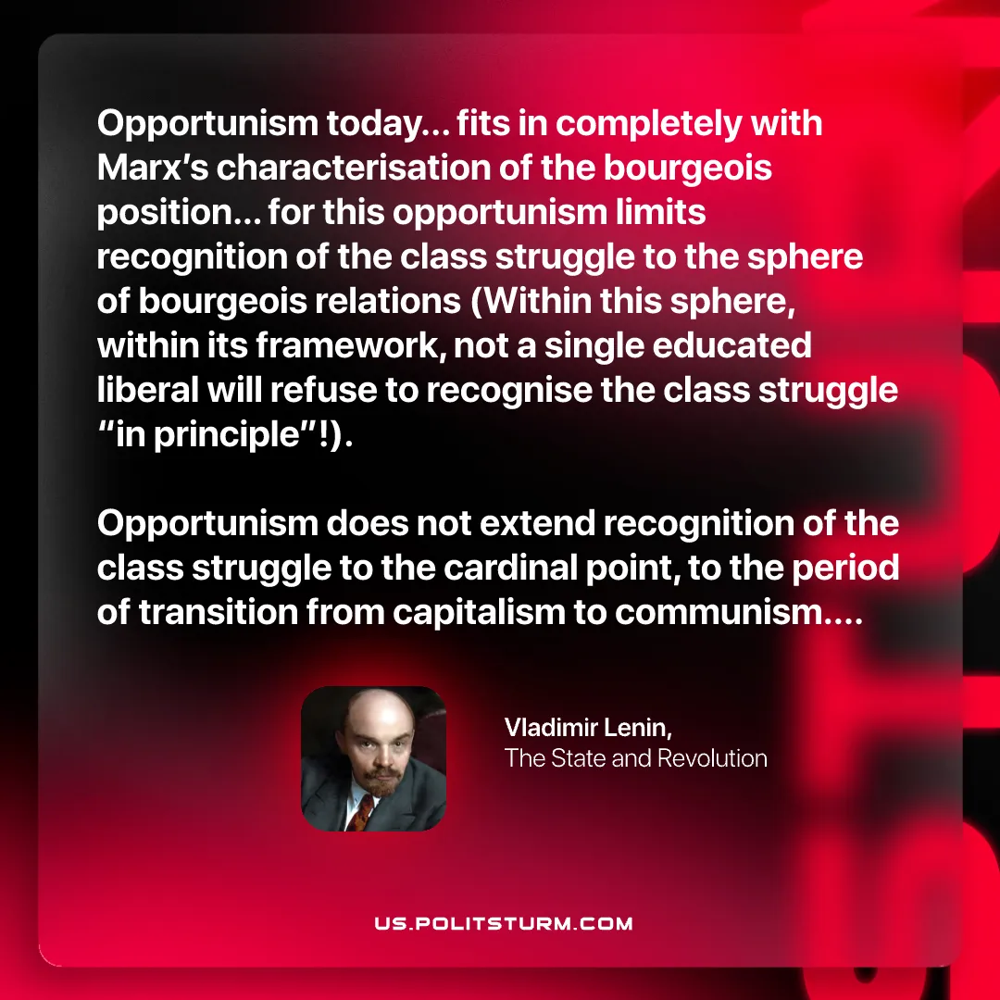 Opportunism today... fits in completely with
Marx’s characterisation of the bourgeois
position... for this opportunism limits
recognition of the class struggle to the sphere
of bourgeois relations (Within this sphere,
within its framework, not a single educated
liberal will refuse to recognise the class struggle
“in principle”!).
Opportunism does not extend recognition of the
class struggle to the cardinal point, to the period
of transition from capitalism to communism....
Vladimir Lenin,
The State and Revolution
US.POLITSTURM.COM